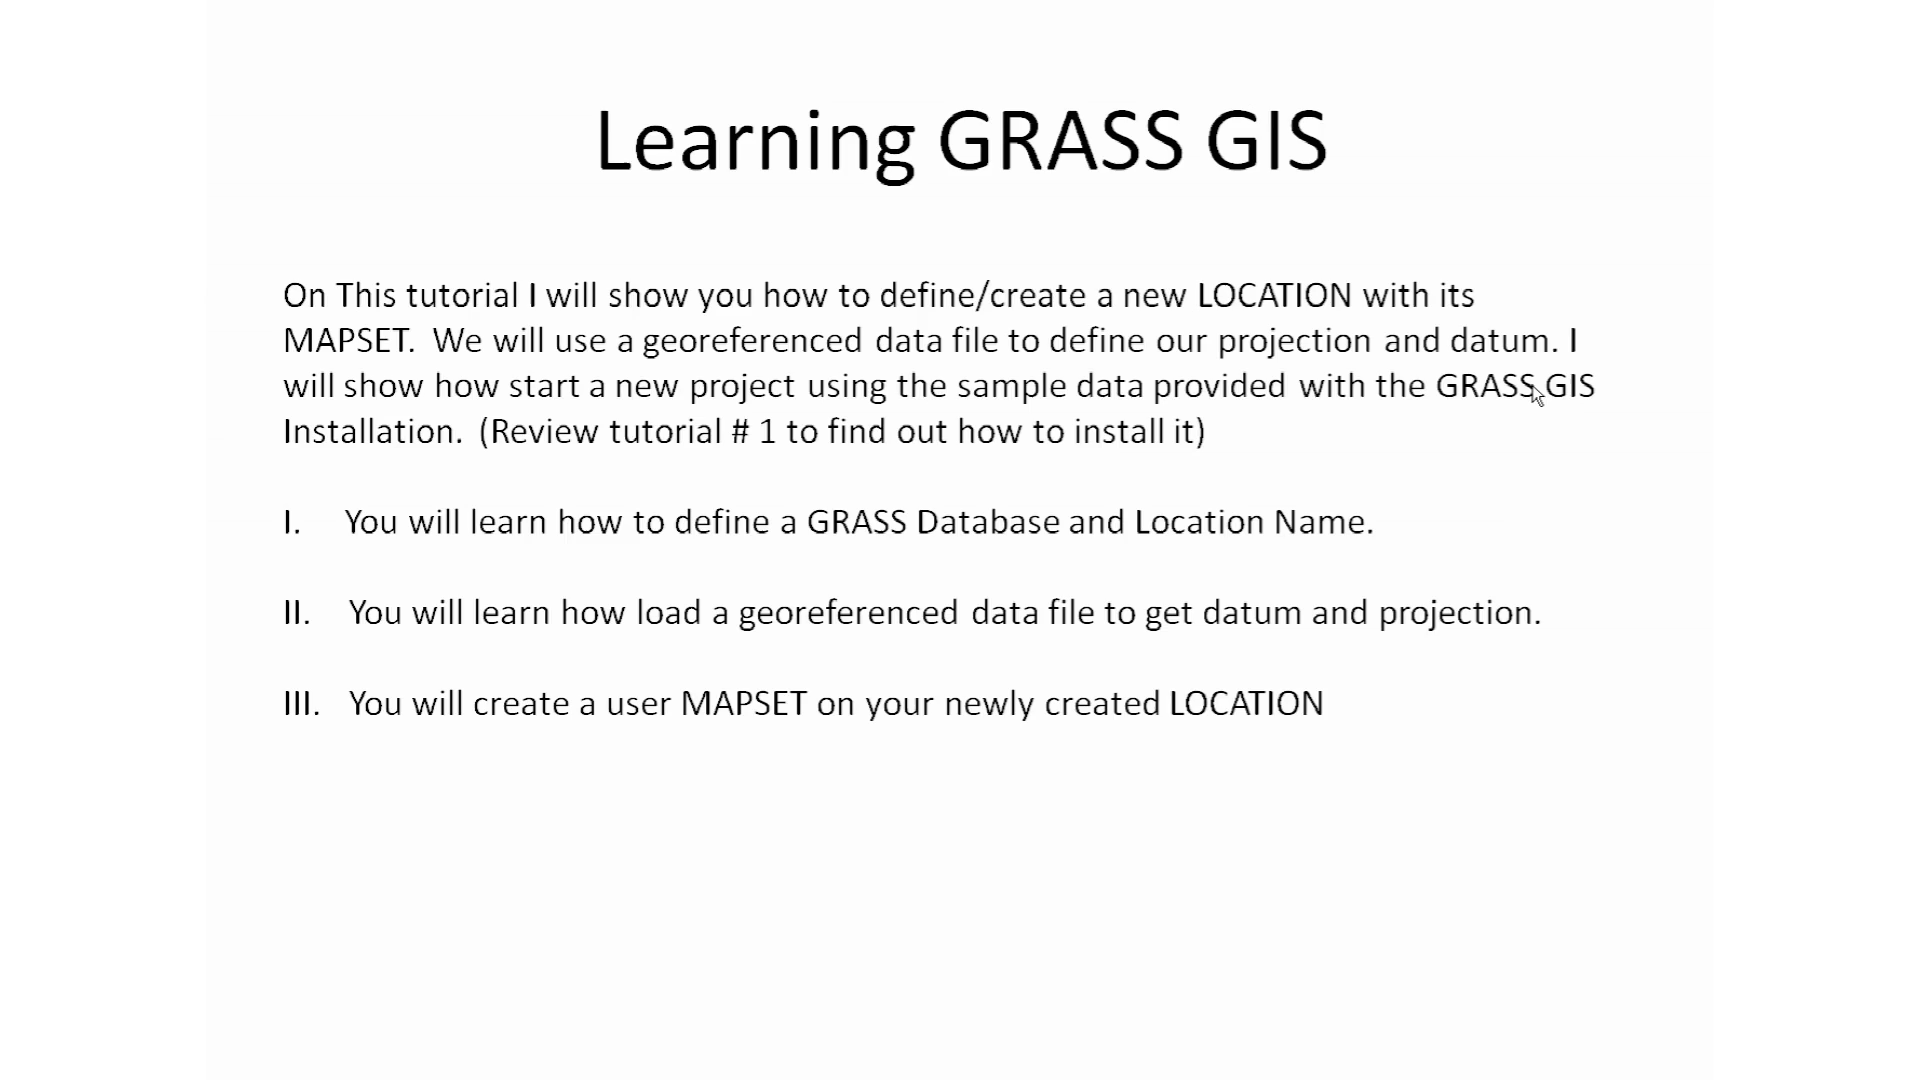 Learning GRASS GIS
On This tutorial I will show you how to define/create a new LOCATION with its
MAPSET.  We will use a georeferenced data file to define our projection and datum. I
will show how start a new project using the sample data provided with the GRASS GIS
Installation.  (Review tutorial # 1 to find out how to install it)
I. You will learn how to define a GRASS Database and Location Name.
II. You will learn how load a georeferenced data file to get datum and projection.
III. You will create a user MAPSET on your newly created LOCATION